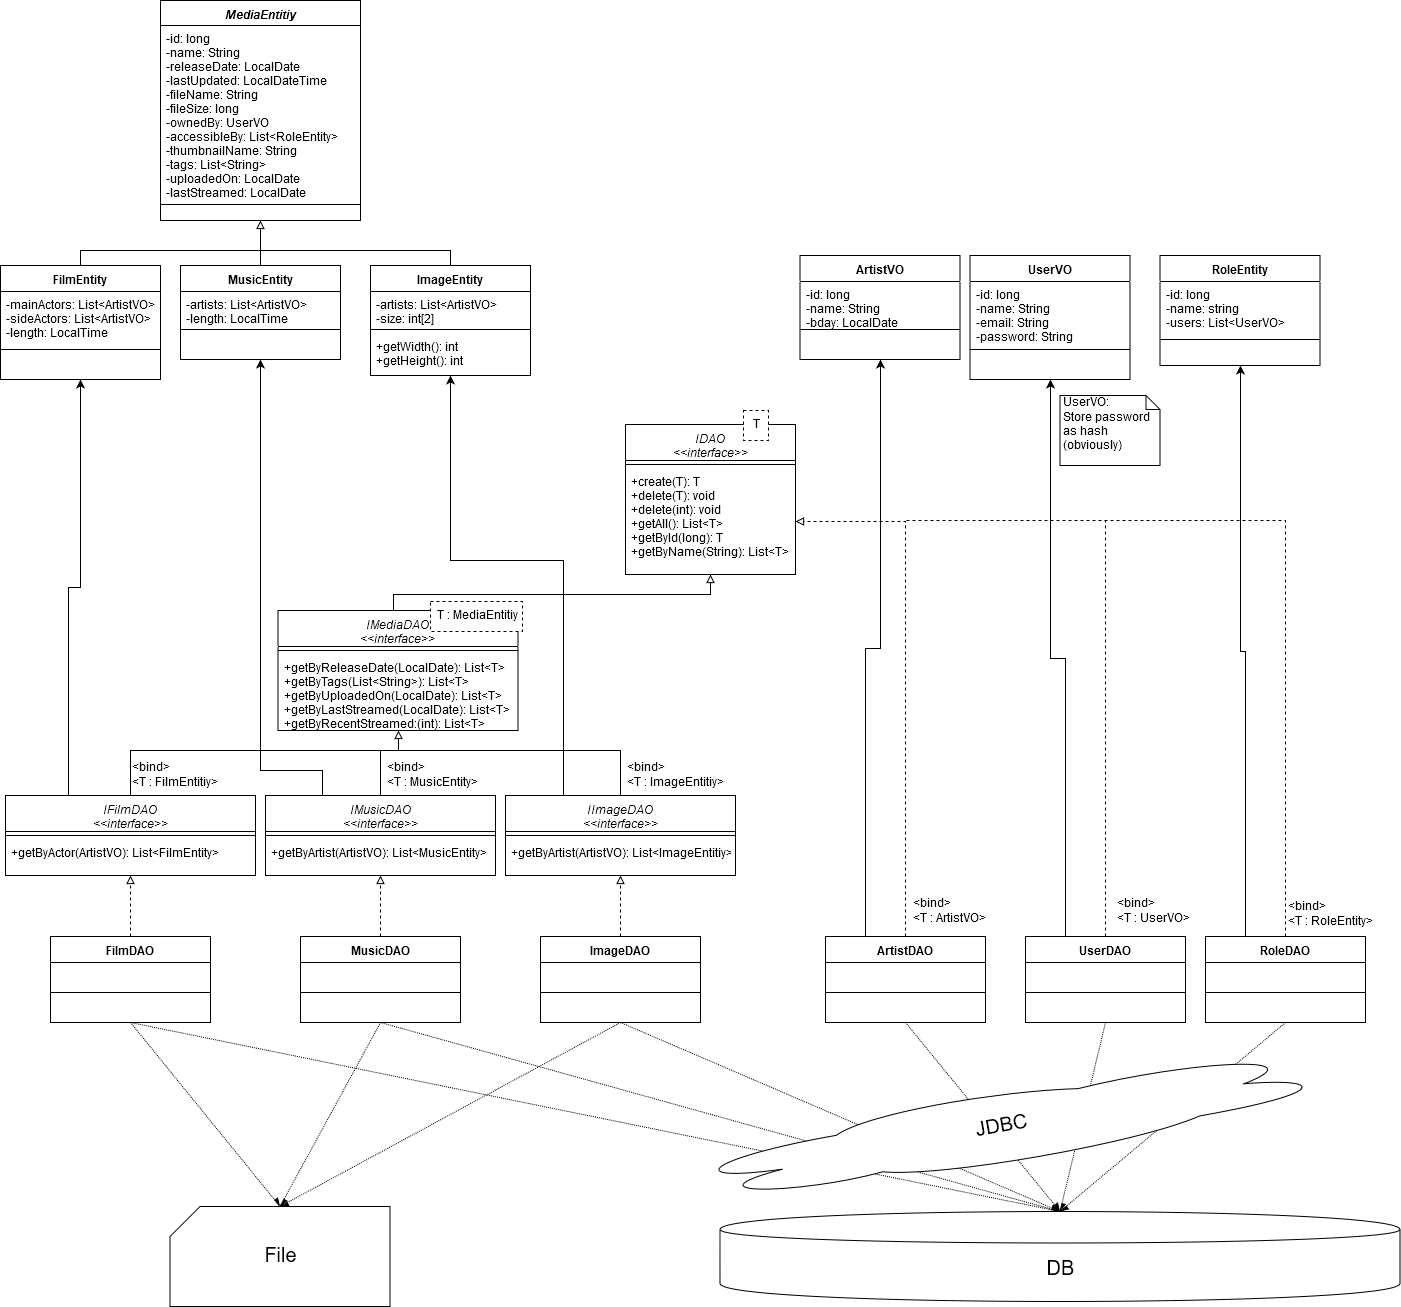 MediaEntitiy
-id: long
-name: String
-releaseDate: LocalDate
-lastUpdated: LocalDateTime
-fileName: String
-fileSize: long
-ownedBy: UserVO
-accessibleBy: List<RoleEntity>
-thumbnailName: String
-tags: List<String>
-uploadedOn: LocalDate
-lastStreamed: LocalDate
FilmEntity
-mainActors: List<ArtistVO>
-sideActors: List<ArtistVO>
-length: LocalTime
MusicEntity
-artists: List<ArtistVO>
-length: LocalTime
ImageEntity
-artists: List<ArtistVO>
-size: int[2]
+getWidth(): int
+getHeight(): int
ArtistVO
-id: long
-name: String
-bday: LocalDate
UserVO
-id: long
-name: String
-email: String
-password: String
RoleEntity
-id: long
-name: string
-users: List<UserVO>
UserVO:
Store password
as hash
(obviously)
T
IDAO
<<interface>>
+create(T): T
+delete(T): void
+delete(int): void
+getAll(): List<T>
+getById(long): T
+getByName(String): List<T>
T : MediaEntitiy
IMediaDAO
<<interface>>
+getByReleaseDate(LocalDate): List<T>
+getByTags(List<String>): List<T>
+getByUploadedOn(LocalDate): List<T>
+getByLastStreamed(LocalDate): List<T>
+getByRecentStreamed:(int): List<T>
<bind>
<T : FilmEntitiy>
<bind>
<T : MusicEntity>
<bind>
<T : ImageEntitiy>
IFilmDAO
<<interface>>
+getByActor(ArtistVO): List<FilmEntity>
IMusicDAO
<<interface>>
+getByArtist(ArtistVO): List<MusicEntity>
IImageDAO
<<interface>>
+getByArtist(ArtistVO): List<ImageEntitiy>
<bind>
<T : ArtistVO>
<bind>
<T : UserVO>
<bind>
<T : RoleEntity>
FilmDAO
MusicDAO
ImageDAO
ArtistDAO
UserDAO
RoleDAO
JDBC
File
DB